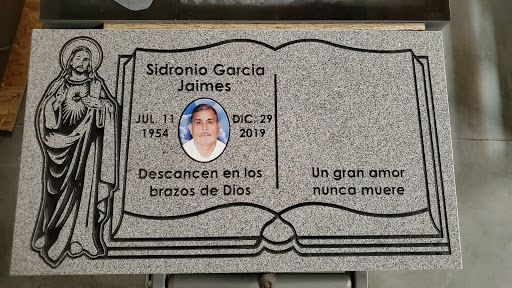 Sidronio Garcia
Jaimes
JUL. 11 DIC. 29
1954 2019
Descancen en los
brazos de Dios
Un gran amor
nunca muere